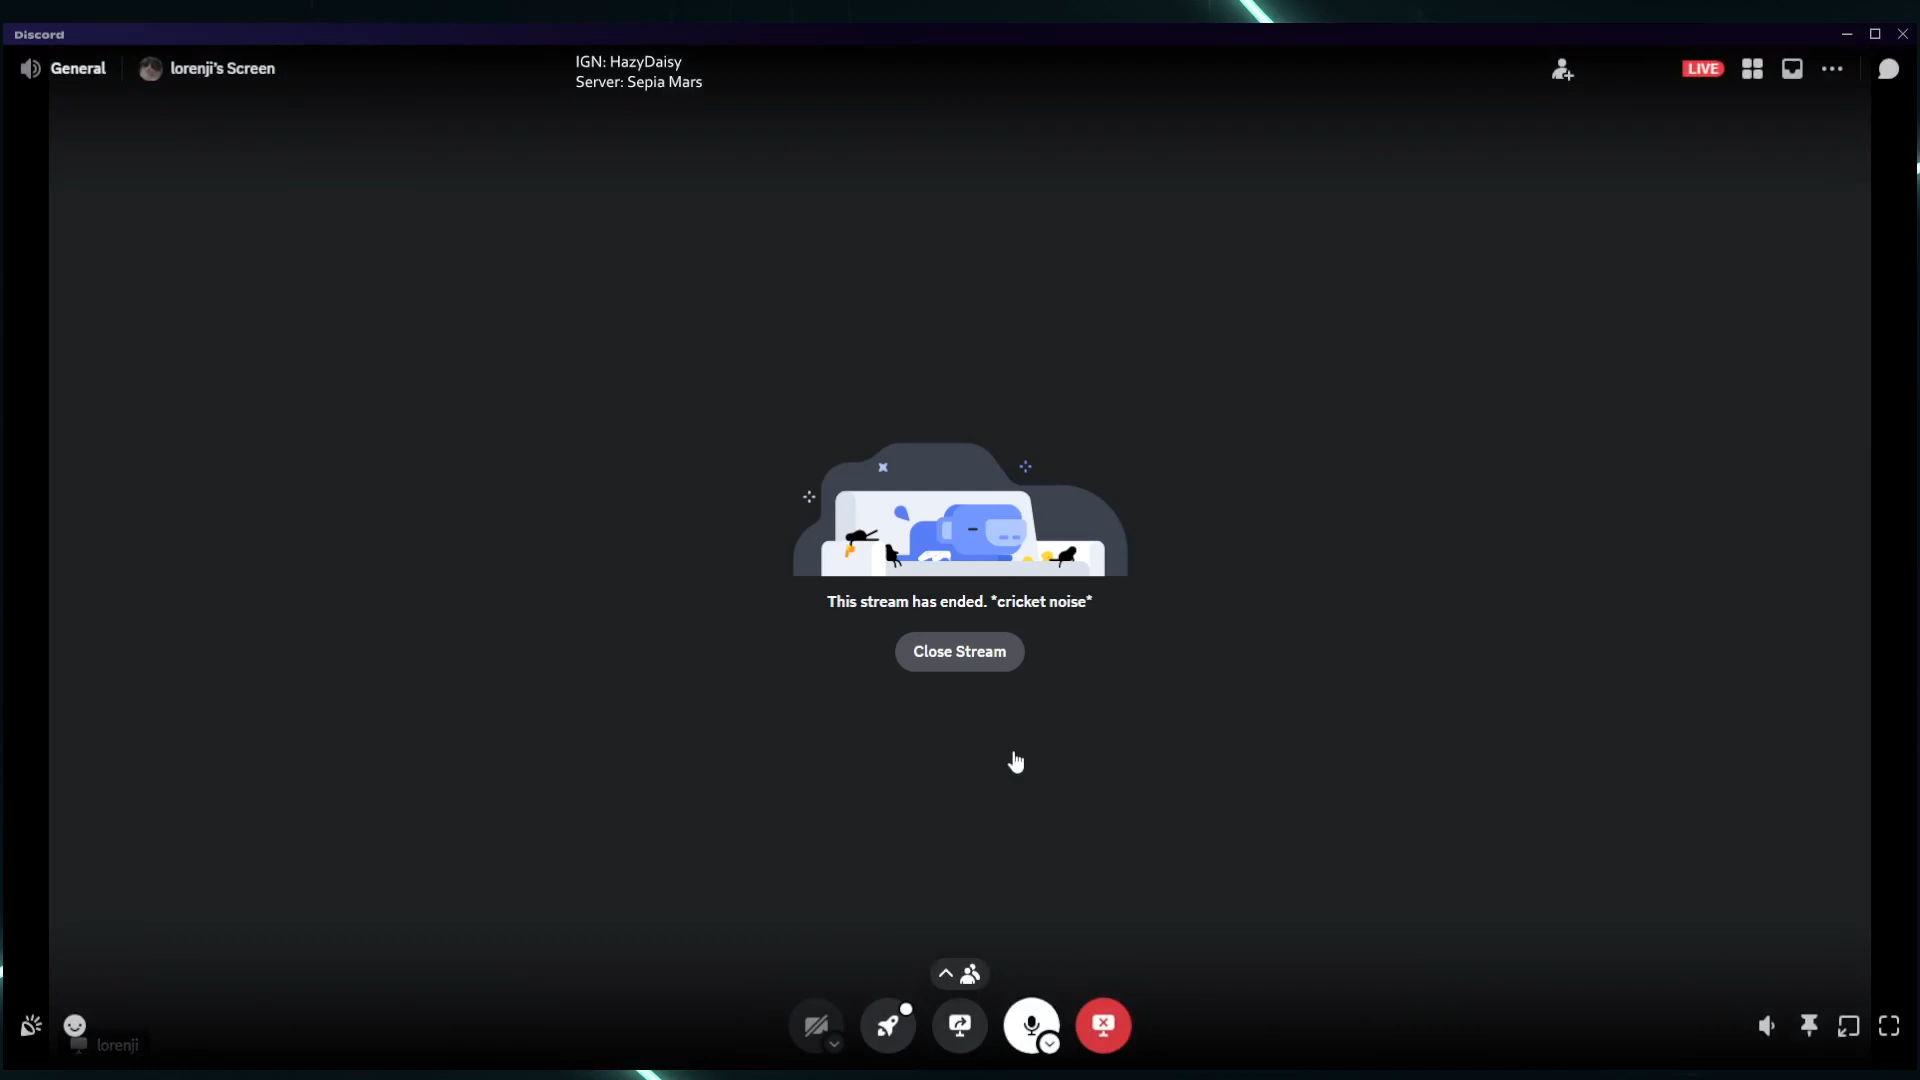 Discord
General
lorenji's Screen
IGN: HazyDaisy
Server: Sepia Mars
LIVE
This stream has ended. *cricket noise*
Close Stream
lorenji